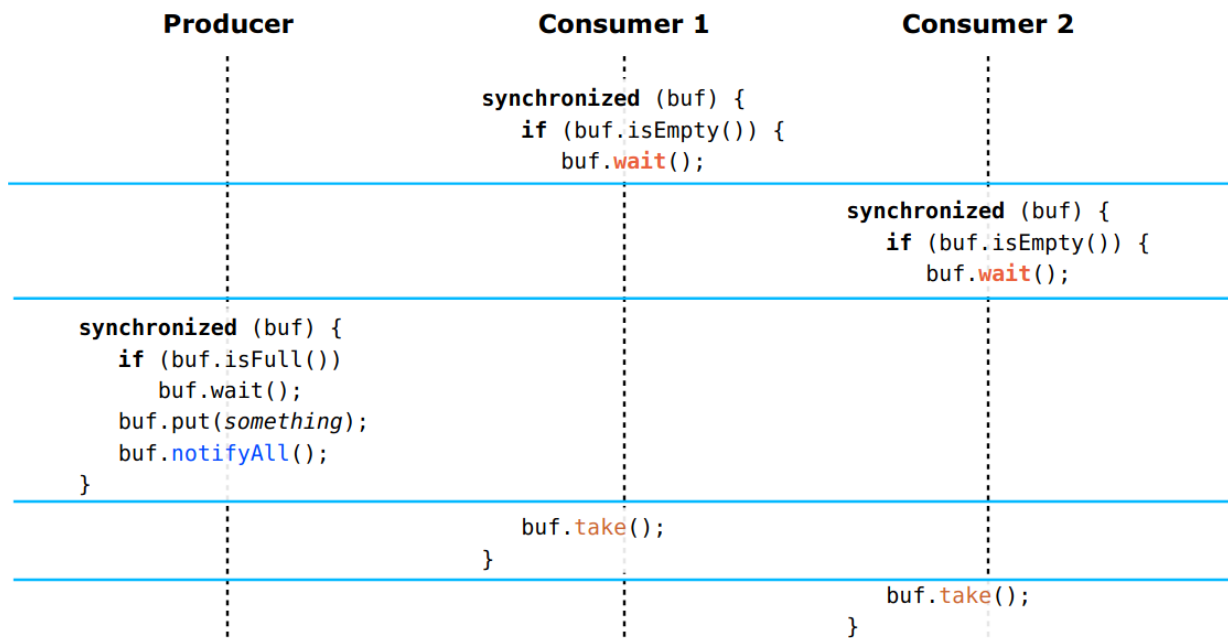 Producer
Consumer 1
Consumer 2
synchronized (buf) {
if (buf.isEmpty()) {
buf.wait();
synchronized (buf) {
if (buf.isEmpty()) {
buf.wait();
synchronized (buf) {
if (buf.isFull())
buf.wait();
buf.put(something);
buf.notifyAll();
}
buf.take();
}
buf.take();
}